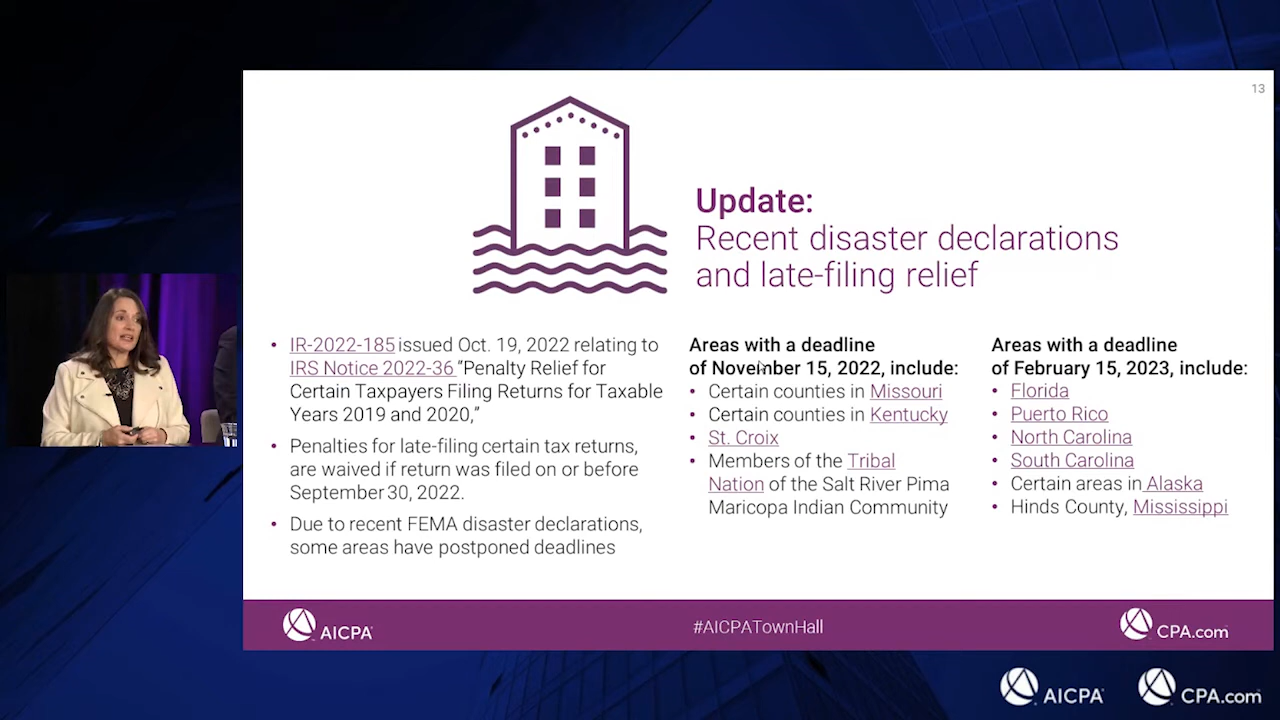 13
Update:
Recent disaster declarations
and late-filing relief
• IR-2022-185 issued Oct. 19, 2022 relating to
IRS Notice 2022-36 “Penalty Relief for
Certain Taxpayers Filing Returns for Taxable
Years 2019 and 2020,”
• Penalties for late-filing certain tax returns,
are waived if return was filed on or before
September 30, 2022.
• Due to recent FEMA disaster declarations,
some areas have postponed deadlines
Areas with a deadline
of November 15, 2022, include:
• Certain counties in Missouri
• Certain counties in Kentucky
• St. Croix
• Members of the Tribal
Nation of the Salt River Pima
Maricopa Indian Community
Areas with a deadline
of February 15, 2023, include:
• Florida
• Puerto Rico
• North Carolina
• South Carolina
• Certain areas in Alaska
• Hinds County, Mississippi
AICPA
#AICPATownHall
CPA.com
AICPA
CPA.com